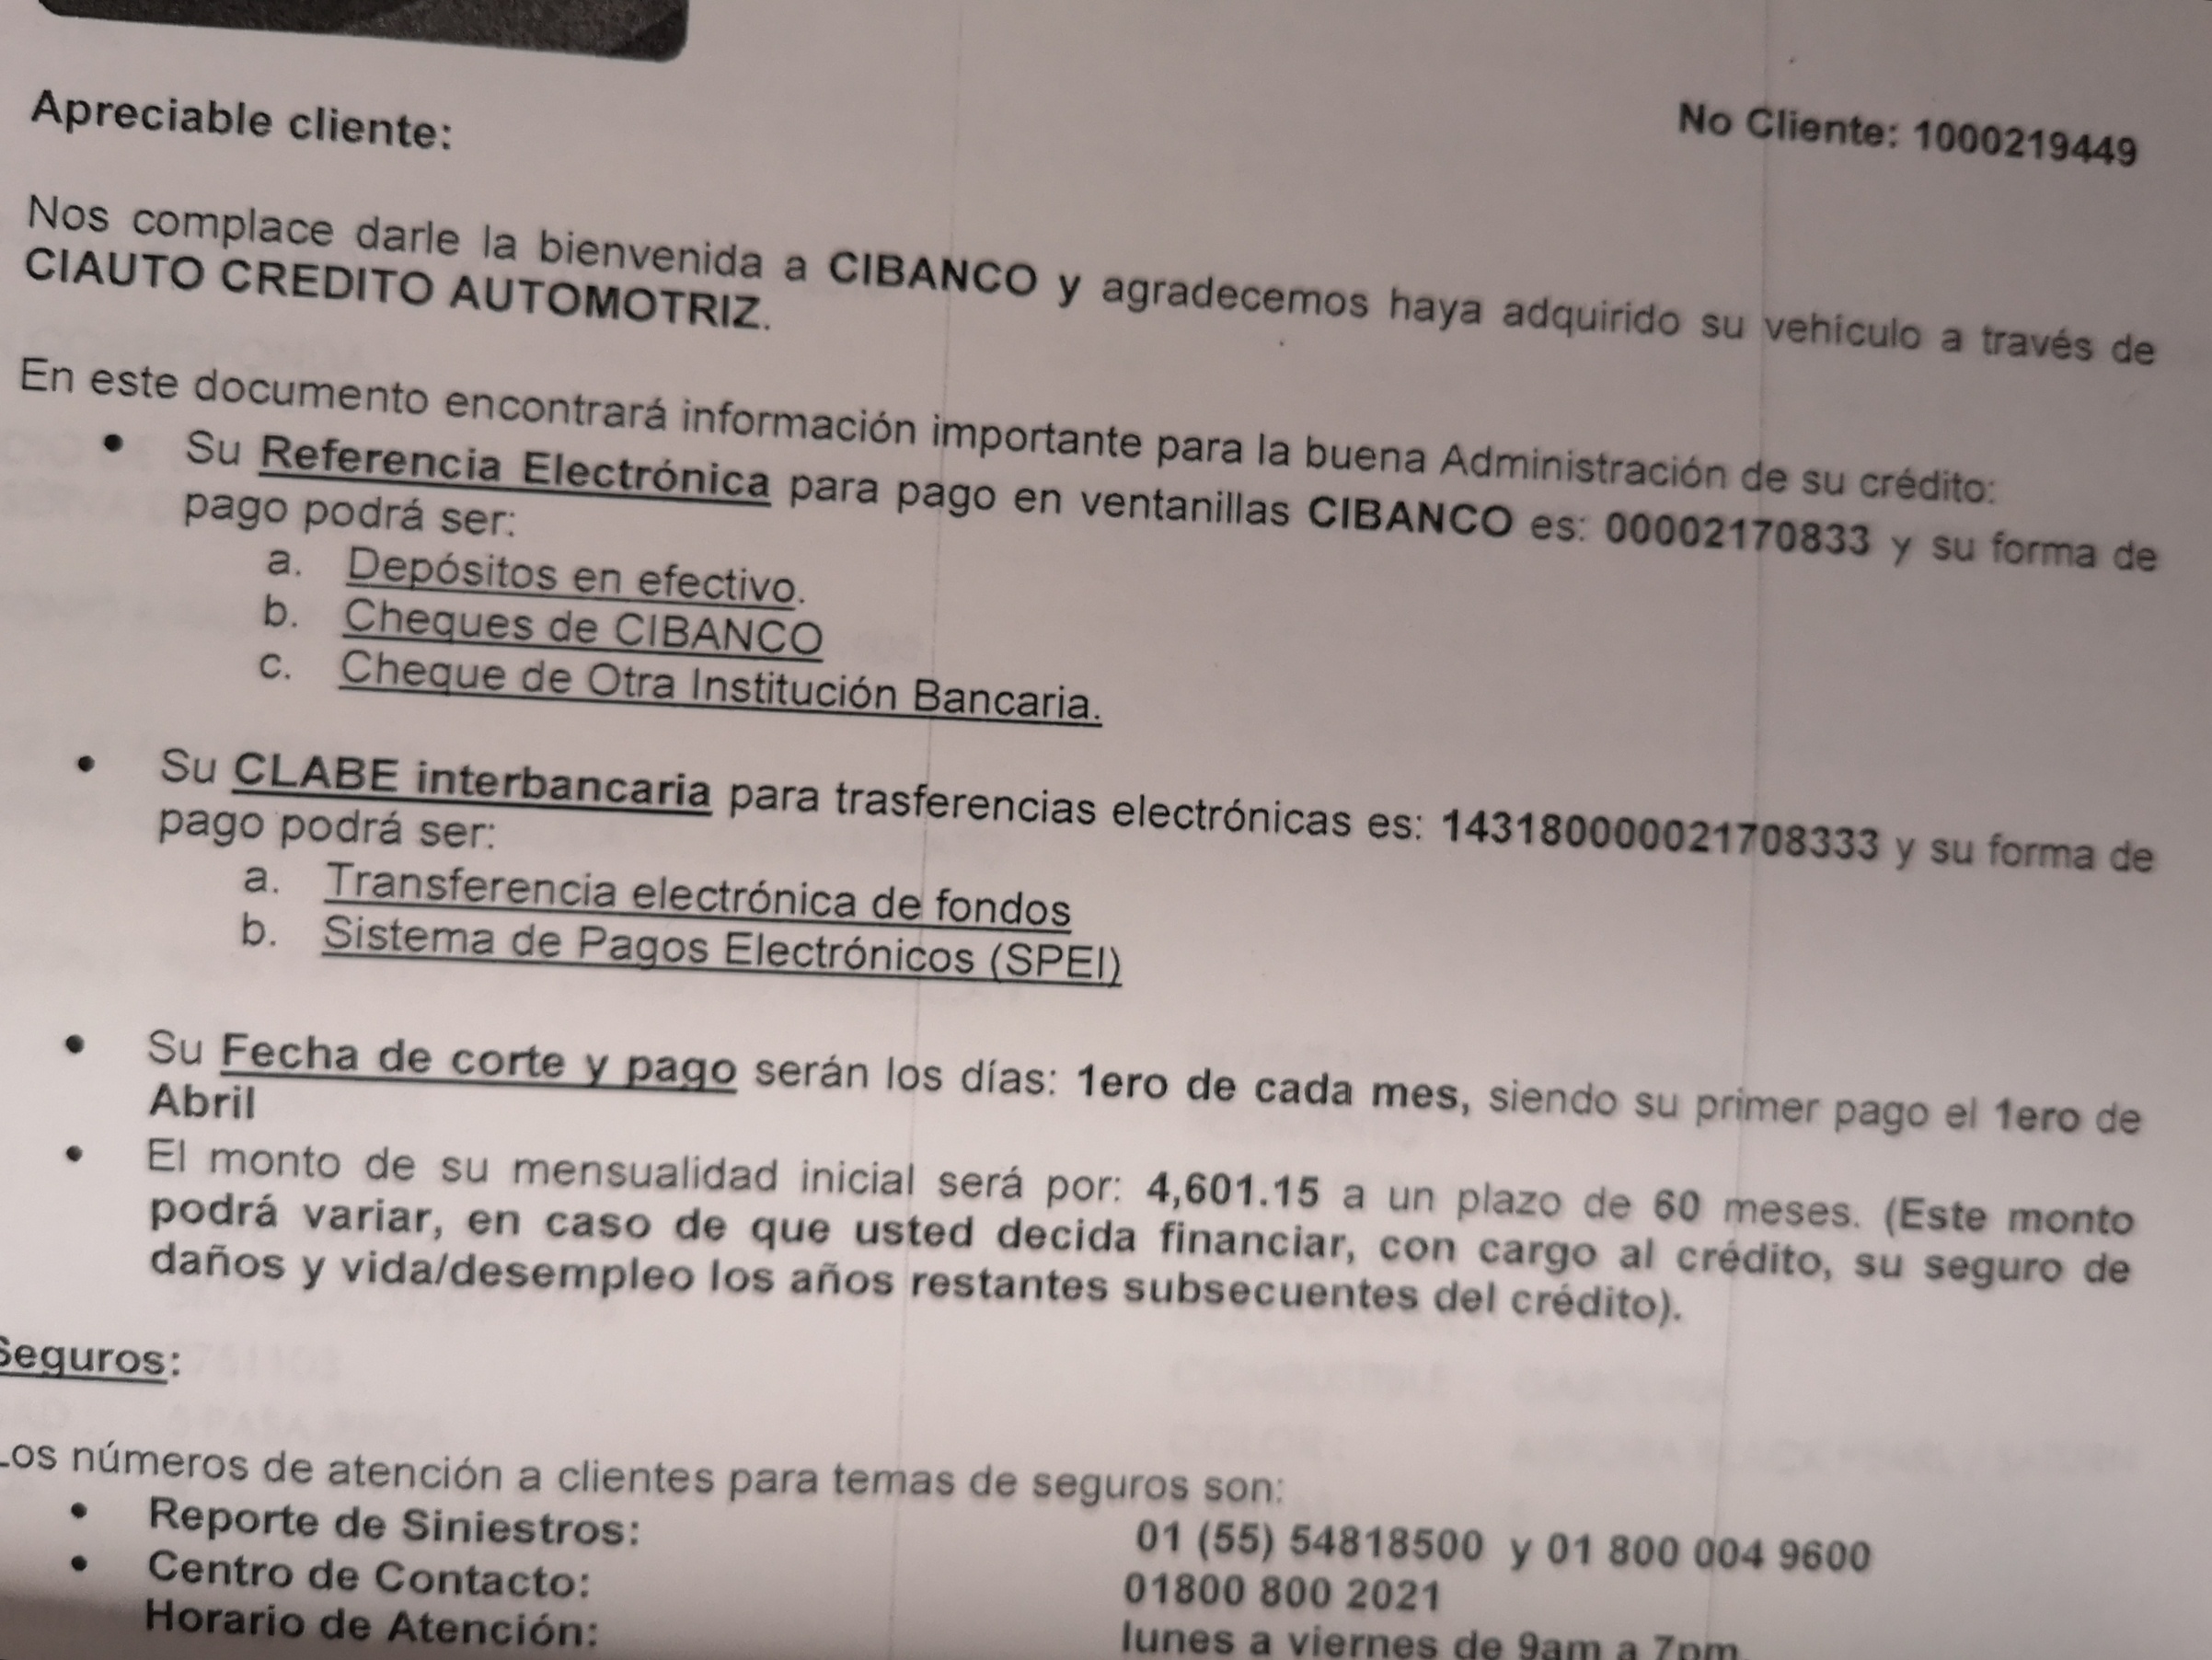 Apreciable cliente:
No Cliente: 1000219449
Nos complace darle la bienvenida a CIBANCO y agradecemos haya adquirido su vehículo a través de
CIAUTO CREDITO AUTOMOTRIZ.
En este documento encontrará información importante para la buena Administración de su crédito:
• Su Referencia Electrónica para pago en ventanillas CIBANCO es: 00002170833 y su forma de
pago podrá ser:
a. Depósitos en efectivo.
b. Cheques de CIBANCO
c. Cheque de Otra Institución Bancaria.
• Su CLABE interbancaria para trasferencias electrónicas es: 143180000021708333 y su forma de
pago podrá ser:
a. Transferencia electrónica de fondos
b. Sistema de Pagos Electrónicos (SPEI)
• Su Fecha de corte y pago serán los días: 1ero de cada mes, siendo su primer pago el 1ero de
Abril
• El monto de su mensualidad inicial será por: 4,601.15 a un plazo de 60 meses. (Este monto
podrá variar, en caso de que usted decida financiar, con cargo al crédito, su seguro de
daños y vida/desempleo los años restantes subsecuentes del crédito).
Seguros:
Los números de atención a clientes para temas de seguros son:
• Reporte de Siniestros: 01 (55) 54818500 y 01 800 004 9600
• Centro de Contacto: 01800 800 2021
Horario de Atención: lunes a viernes de 9am a 7pm